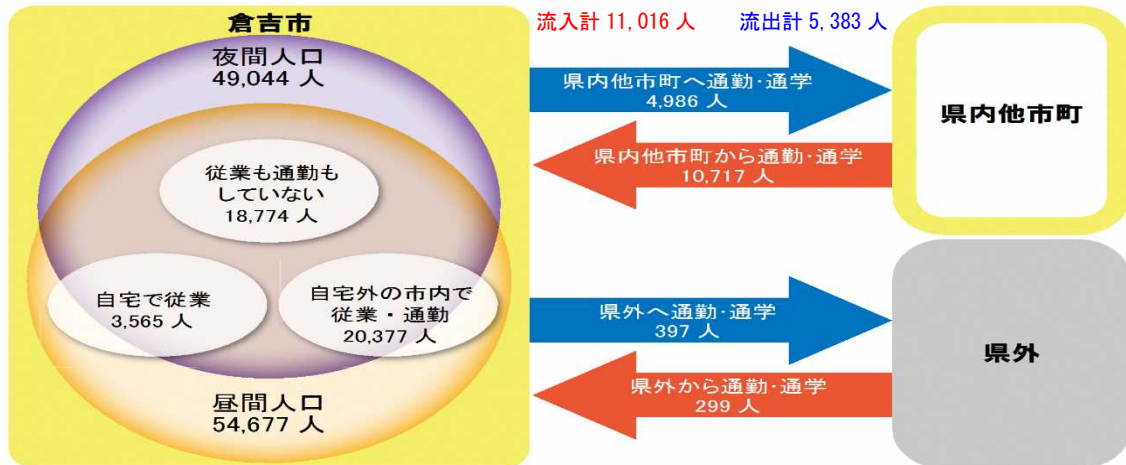 倉吉市
流入計 11,016 人
流出計 5,383 人
夜間人口
49,044 人
県内他市町へ通勤・通学
4,986 人
県内他市町
県内他市町から通勤・通学
10,717 人
従業も通勤も
していない
18,774 人
自宅で従業
3,565 人
自宅外の市内で
従業・通勤
20,377 人
県外へ通勤・通学
397 人
県外
県外から通勤・通学
299 人
昼間人口
54,677 人